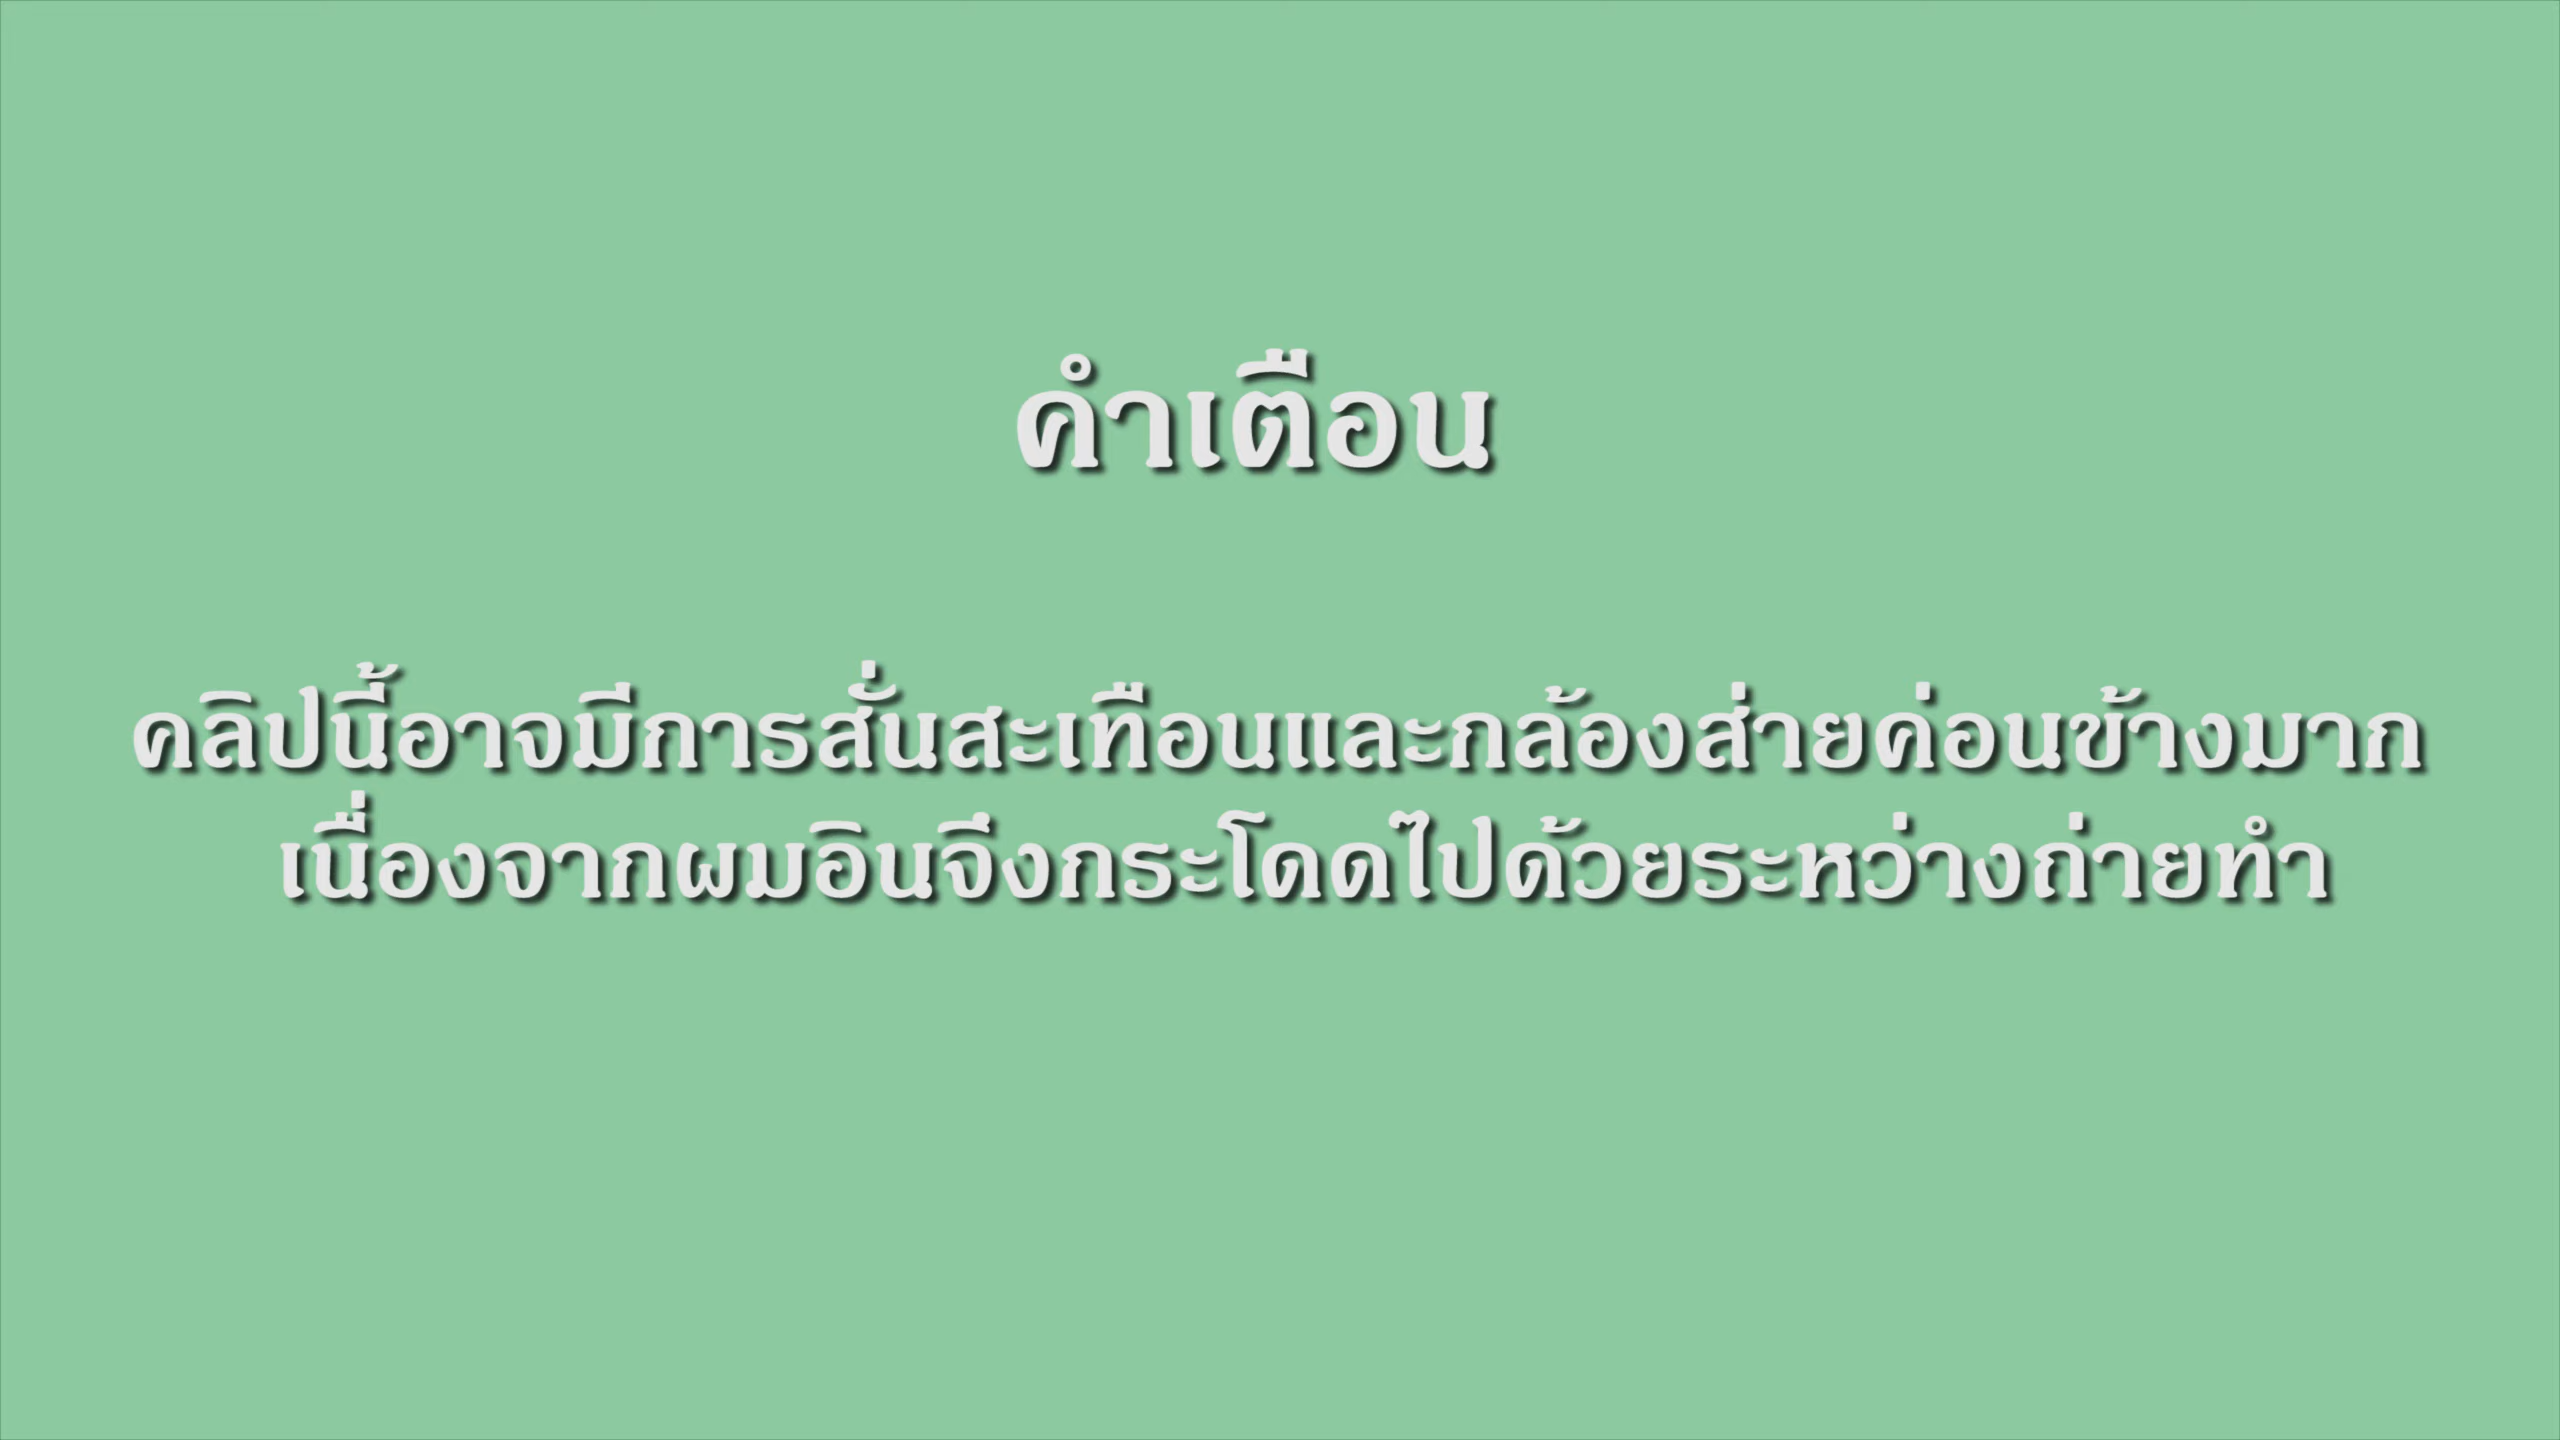 คำเตือน
คลิปนี้อาจมีการสั่นสะเทือนและกล้องส่ายค่อนข้างมาก
เนื่องจากผมอินจึงกระโดดไปด้วยระหว่างถ่ายทำ